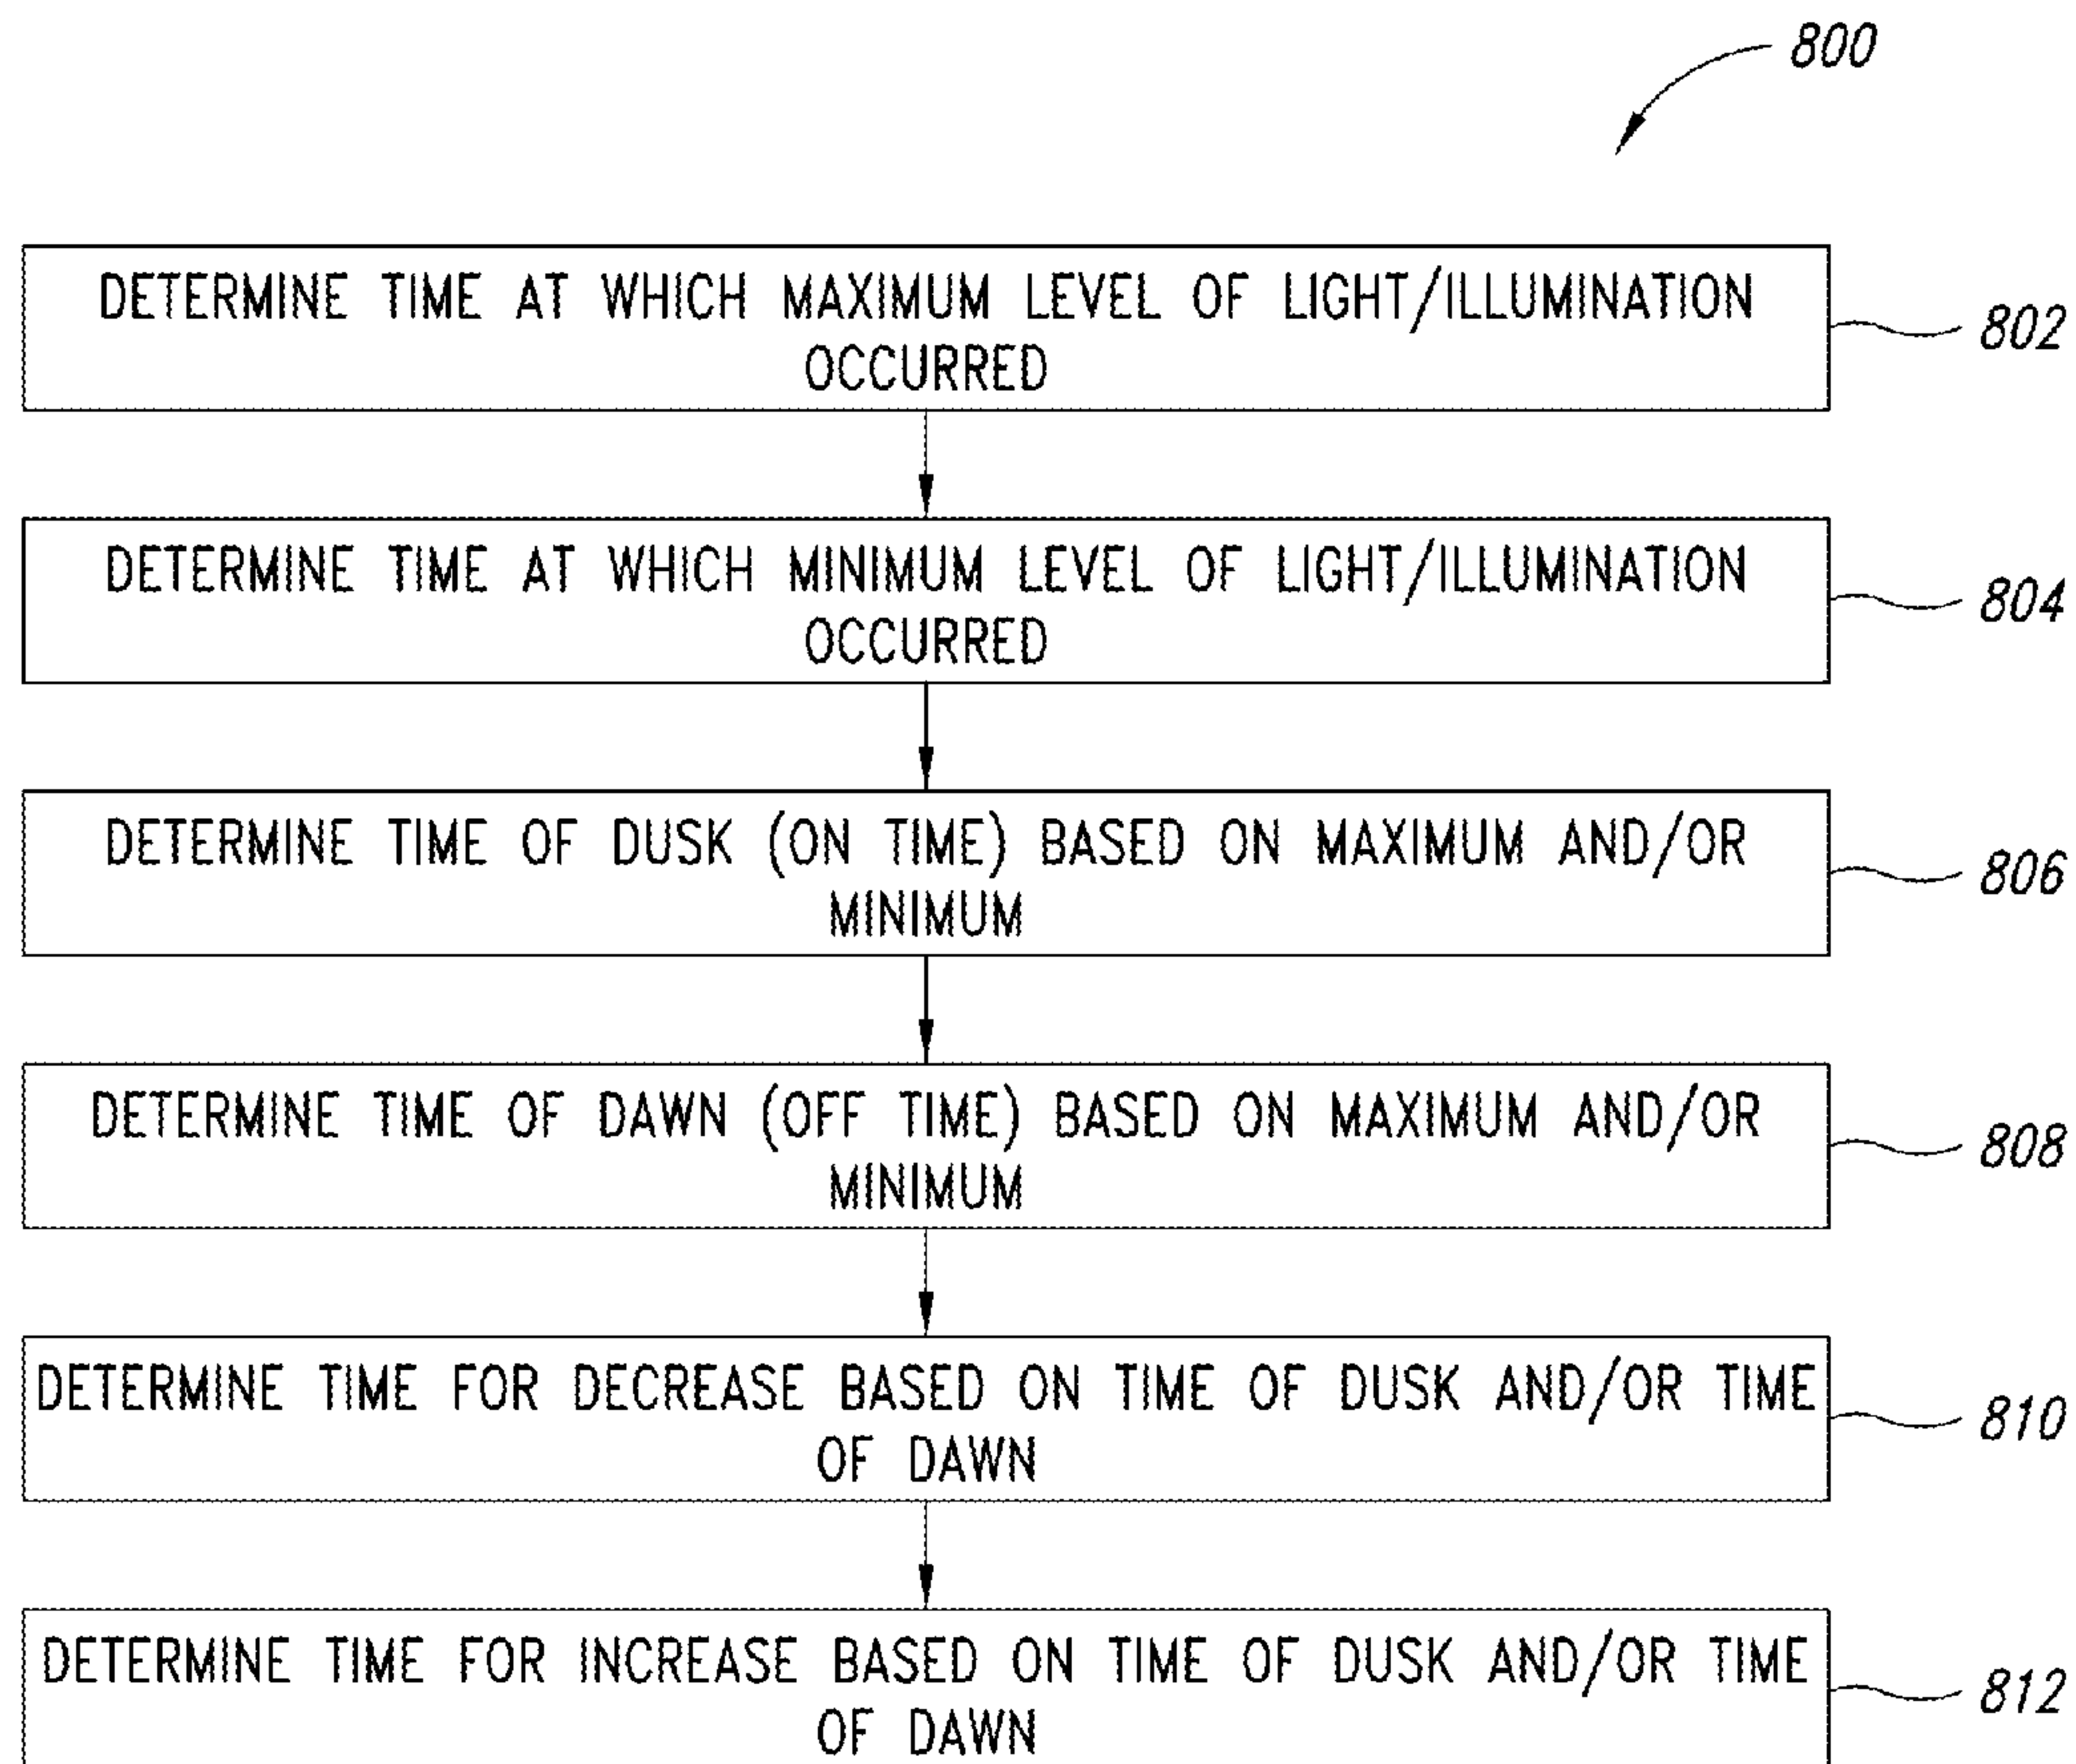 800
DETERMINE TIME AT WHICH MAXIMUM LEVEL OF LIGHT/ILLUMINATION
OCCURRED
802
DETERMINE TIME AT WHICH MINIMUM LEVEL OF LIGHT/ILLUMINATION
OCCURRED
804
DETERMINE TIME OF DUSK (ON TIME) BASED ON MAXIMUM AND/OR
MINIMUM
806
DETERMINE TIME OF DAWN (OFF TIME) BASED ON MAXIMUM AND/OR
MINIMUM
808
DETERMINE TIME FOR DECREASE BASED ON TIME OF DUSK AND/OR TIME
OF DAWN
810
DETERMINE TIME FOR INCREASE BASED ON TIME OF DUSK AND/OR TIME
OF DAWN
812